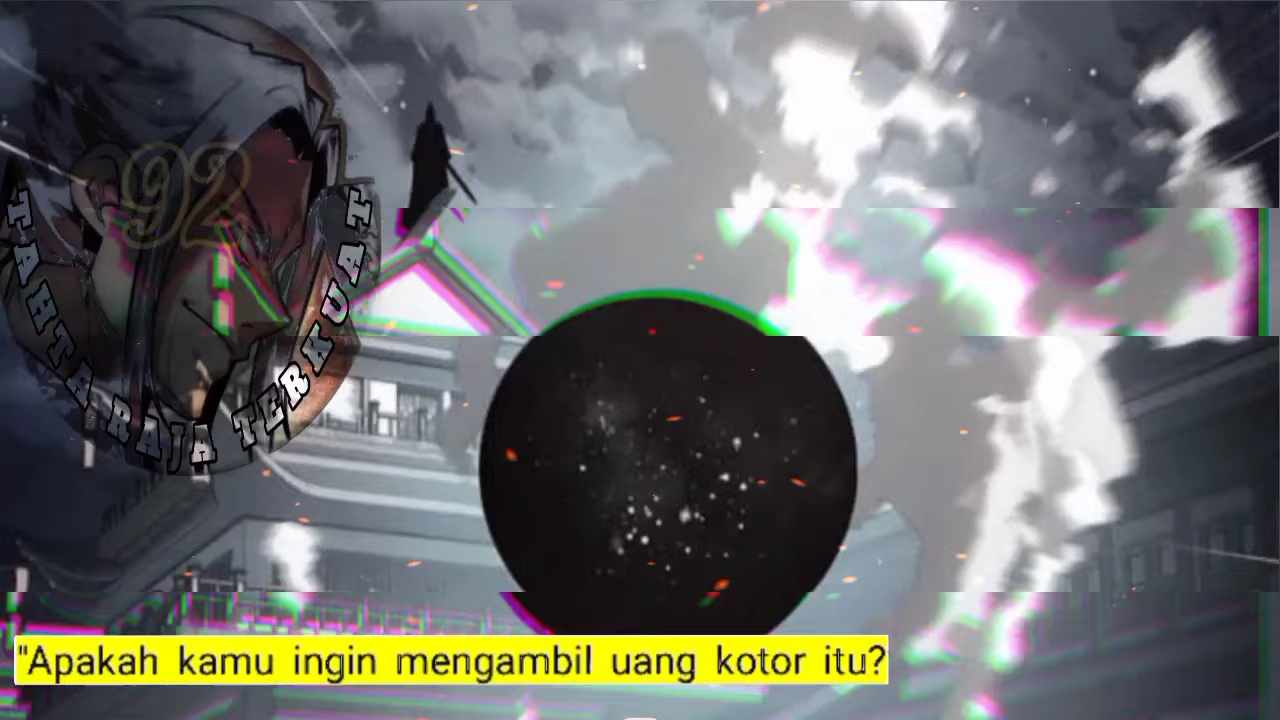 92
TAHTA RAJA TERKUAT
"Apakah kamu ingin mengambil uang kotor itu?